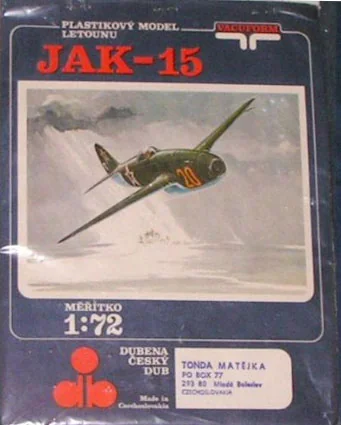 PLASTIKOVÝ MODEL
LETOUNU
VACUFORM
JAK-15
20
MĚŘÍTKO
1:72
DUBENA
ČESKÝ
DUB
Made in
Czechoslovakia
TONDA MATĚJKA
PO BOX 77
293 80 Mladá Boleslav
CZECHOSLOVAKIA